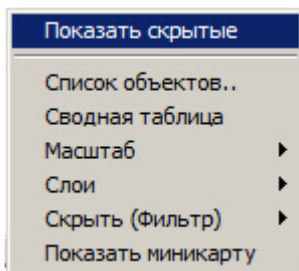 Показать скрытые
Список объектов..
Сводная таблица
Масштаб
Слои
Скрыть (Фильтр)
Показать миникарту